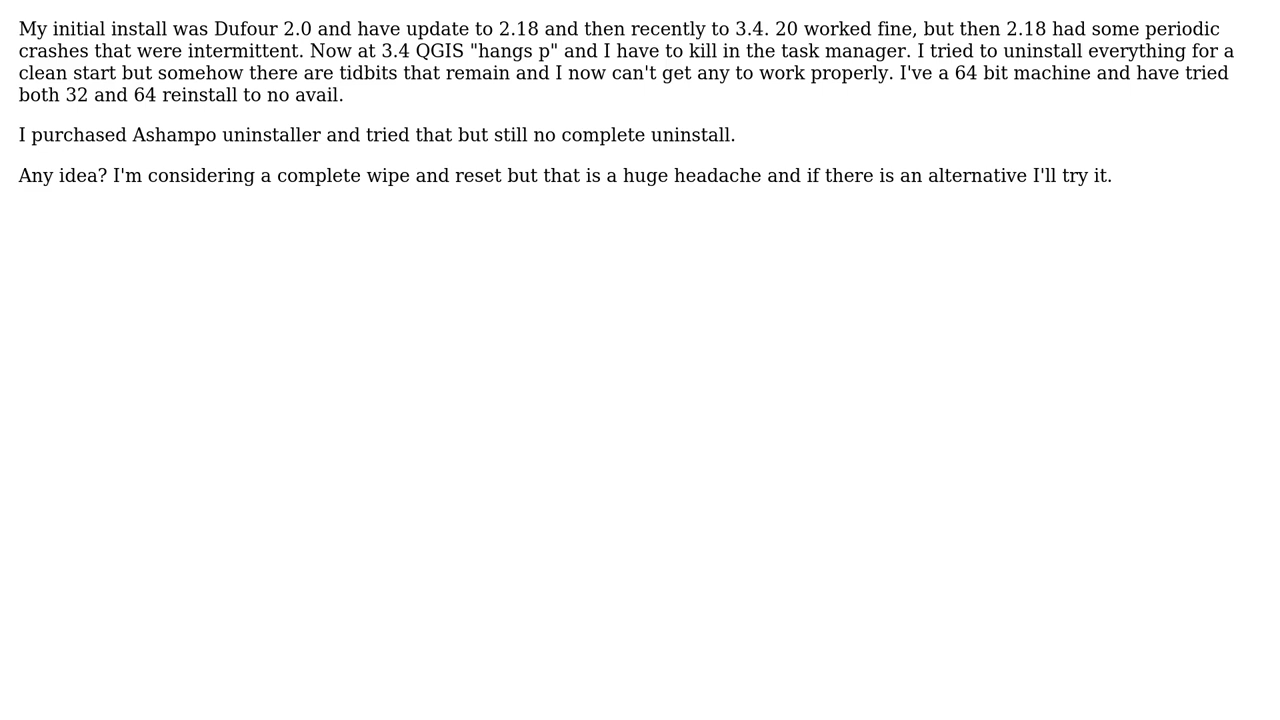 My initial install was Dufour 2.0 and have update to 2.18 and then recently to 3.4. 20 worked fine, but then 2.18 had some periodic
crashes that were intermittent. Now at 3.4 QGIS "hangs p" and I have to kill in the task manager. I tried to uninstall everything for a
clean start but somehow there are tidbits that remain and I now can't get any to work properly. I've a 64 bit machine and have tried
both 32 and 64 reinstall to no avail.
I purchased Ashampo uninstaller and tried that but still no complete uninstall.
Any idea? I'm considering a complete wipe and reset but that is a huge headache and if there is an alternative I'll try it.